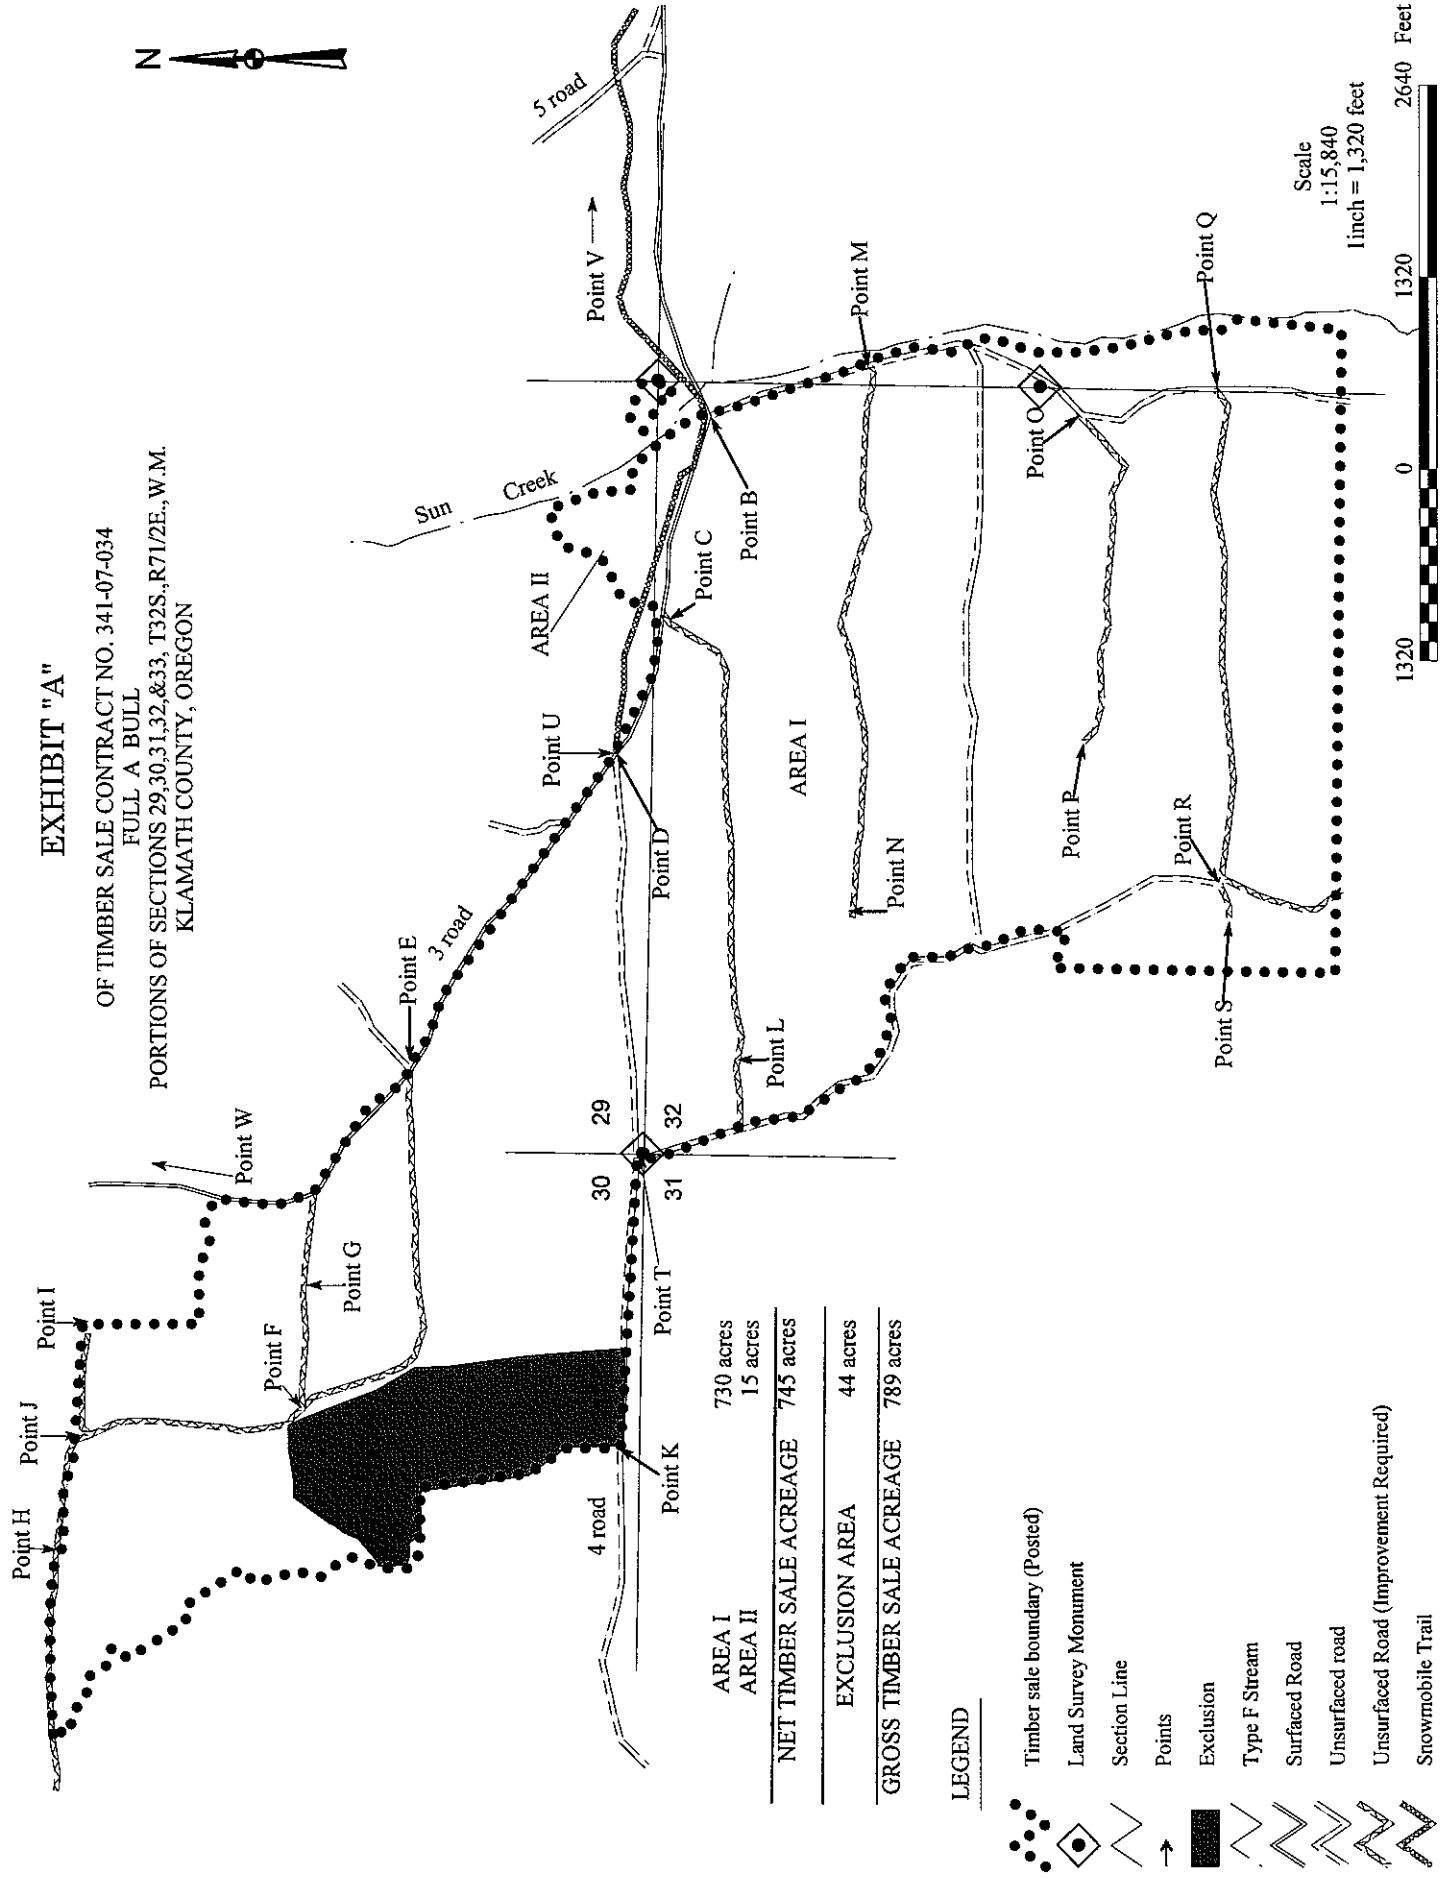 EXHIBIT "A"
OF TIMBER SALE CONTRACT NO. 341-07-034
FULL A BULL
PORTIONS OF SECTIONS 29,30,31,32,&33, T32S.,R71/2E., W.M.
KLAMATH COUNTY, OREGON
N
Point H
Point J
Point I
Point W
Point F
Point G
Point E
3 road
Point U
AREA II
Sun Creek
Point V
5 road
4 road
Point K
Point T
30
29
31
32
Point D
Point C
Point B
Point L
AREA I
Point N
Point M
Point O
Point P
Point R
Point Q
Point S
AREA I 730 acres
AREA II 15 acres
NET TIMBER SALE ACREAGE 745 acres
EXCLUSION AREA 44 acres
GROSS TIMBER SALE ACREAGE 789 acres
LEGEND
Timber sale boundary (Posted)
Land Survey Monument
Section Line
Points
Exclusion
Type F Stream
Surfaced Road
Unsurfaced road
Unsurfaced Road (Improvement Required)
Snowmobile Trail
Scale
1:15,840
1inch = 1,320 feet
1320 0 1320 2640 Feet